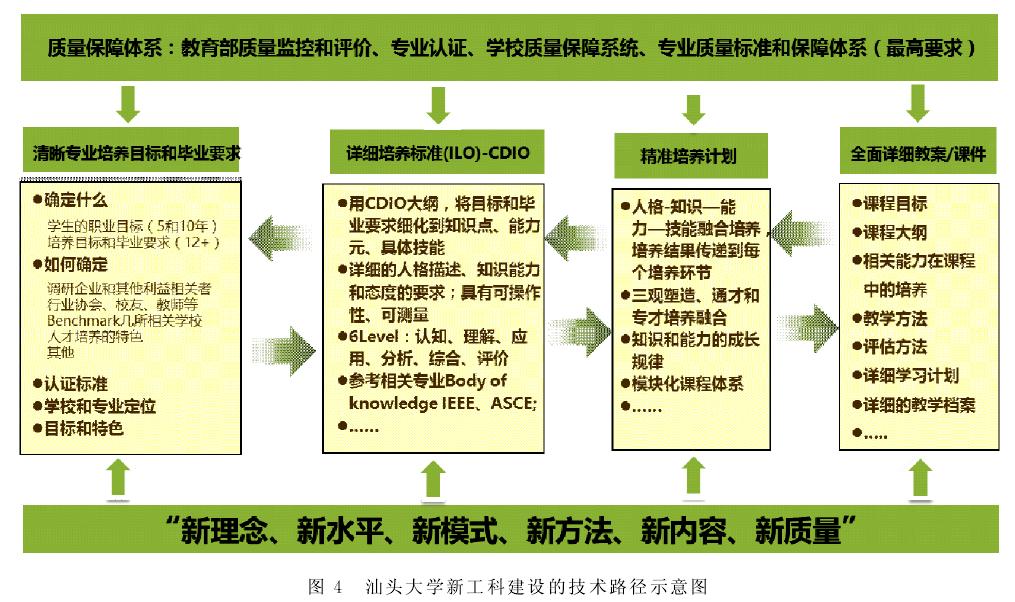 质量保障体系：教育部质量监控和评价、专业认证、学校质量保障系统、专业质量标准和保障体系（最高要求）
清晰专业培养目标和毕业要求
●确定什么
学生的职业目标（5和10年）
培养目标和毕业要求（12+）
●如何确定
调研企业和其他利益相关者
行业协会、校友、教师等
Benchmark几所相关学校
人才培养的特色
其他
●认证标准
●学校和专业定位
●目标和特色
详细培养标准(ILO)-CDIO
●用CDIO大纲，将目标和毕
业要求细化到知识点、能力
元、具体技能
●详细的人格描述、知识能力
和态度的要求；具有可操作
性、可测量
●6Level：认知、理解、应
用、分析、综合、评价
●参考相关专业Body of
knowledge IEEE、ASCE;
●......
精准培养计划
●人格-知识—能
力—技能融合培养，
培养结果传递到每
个培养环节
●三观塑造、通才和
专才培养融合
●知识和能力的成长
规律
●模块化课程体系
●......
全面详细教案/课件
●课程目标
●课程大纲
●相关能力在课程
中的培养
●教学方法
●评估方法
●详细学习计划
●详细的教学档案
●.....
“新理念、新水平、新模式、新方法、新内容、新质量”
图 4 汕头大学新工科建设的技术路径示意图